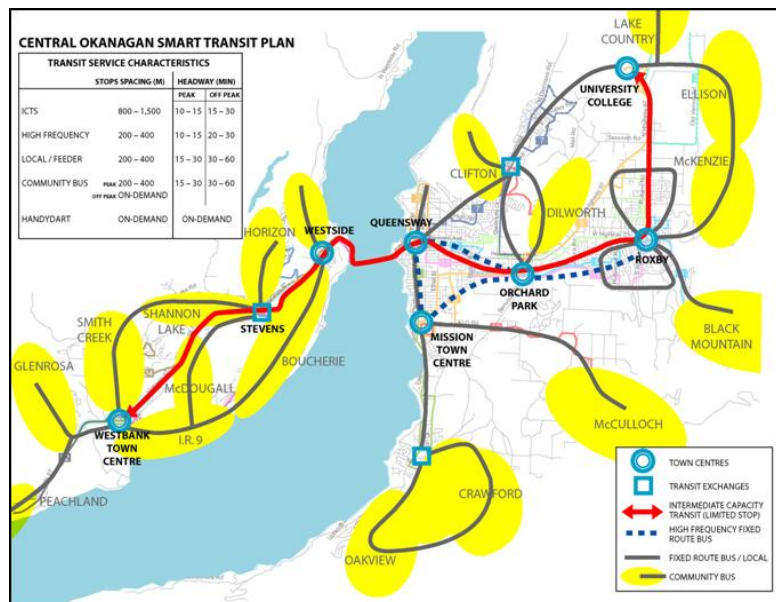 CENTRAL OKANAGAN SMART TRANSIT PLAN
TRANSIT SERVICE CHARACTERISTICS
STOPS SPACING (M) HEADWAY (MIN)
PEAK OFF PEAK
ICTS 800 – 1,500 10 – 15 15 – 30
HIGH FREQUENCY 200 – 400 10 – 15 20 – 30
LOCAL / FEEDER 200 – 400 15 – 30 30 – 60
COMMUNITY BUS PEAK 200 – 400 15 – 30 30 – 60
OFF PEAK ON-DEMAND
HANDYDART ON-DEMAND ON-DEMAND
LAKE
COUNTRY
UNIVERSITY
COLLEGE
ELLISON
McKENZIE
CLIFTON
DILWORTH
QUEENSWAY
WESTSIDE
HORIZON
ROXBY
ORCHARD
PARK
STEVENS
SHANNON
LAKE
SMITH
CREEK
BOUCHERIE
MISSION
TOWN
CENTRE
BLACK
MOUNTAIN
GLENROSA
McDOUGALL
McCULLOCH
I.R. 9
WESTBANK
TOWN
CENTRE
PEACHLAND
CRAWFORD
OAKVIEW
TOWN CENTRES
TRANSIT EXCHANGES
INTERMEDIATE CAPACITY
TRANSIT (LIMITED STOP)
HIGH FREQUENCY FIXED
ROUTE BUS
FIXED ROUTE BUS / LOCAL
COMMUNITY BUS